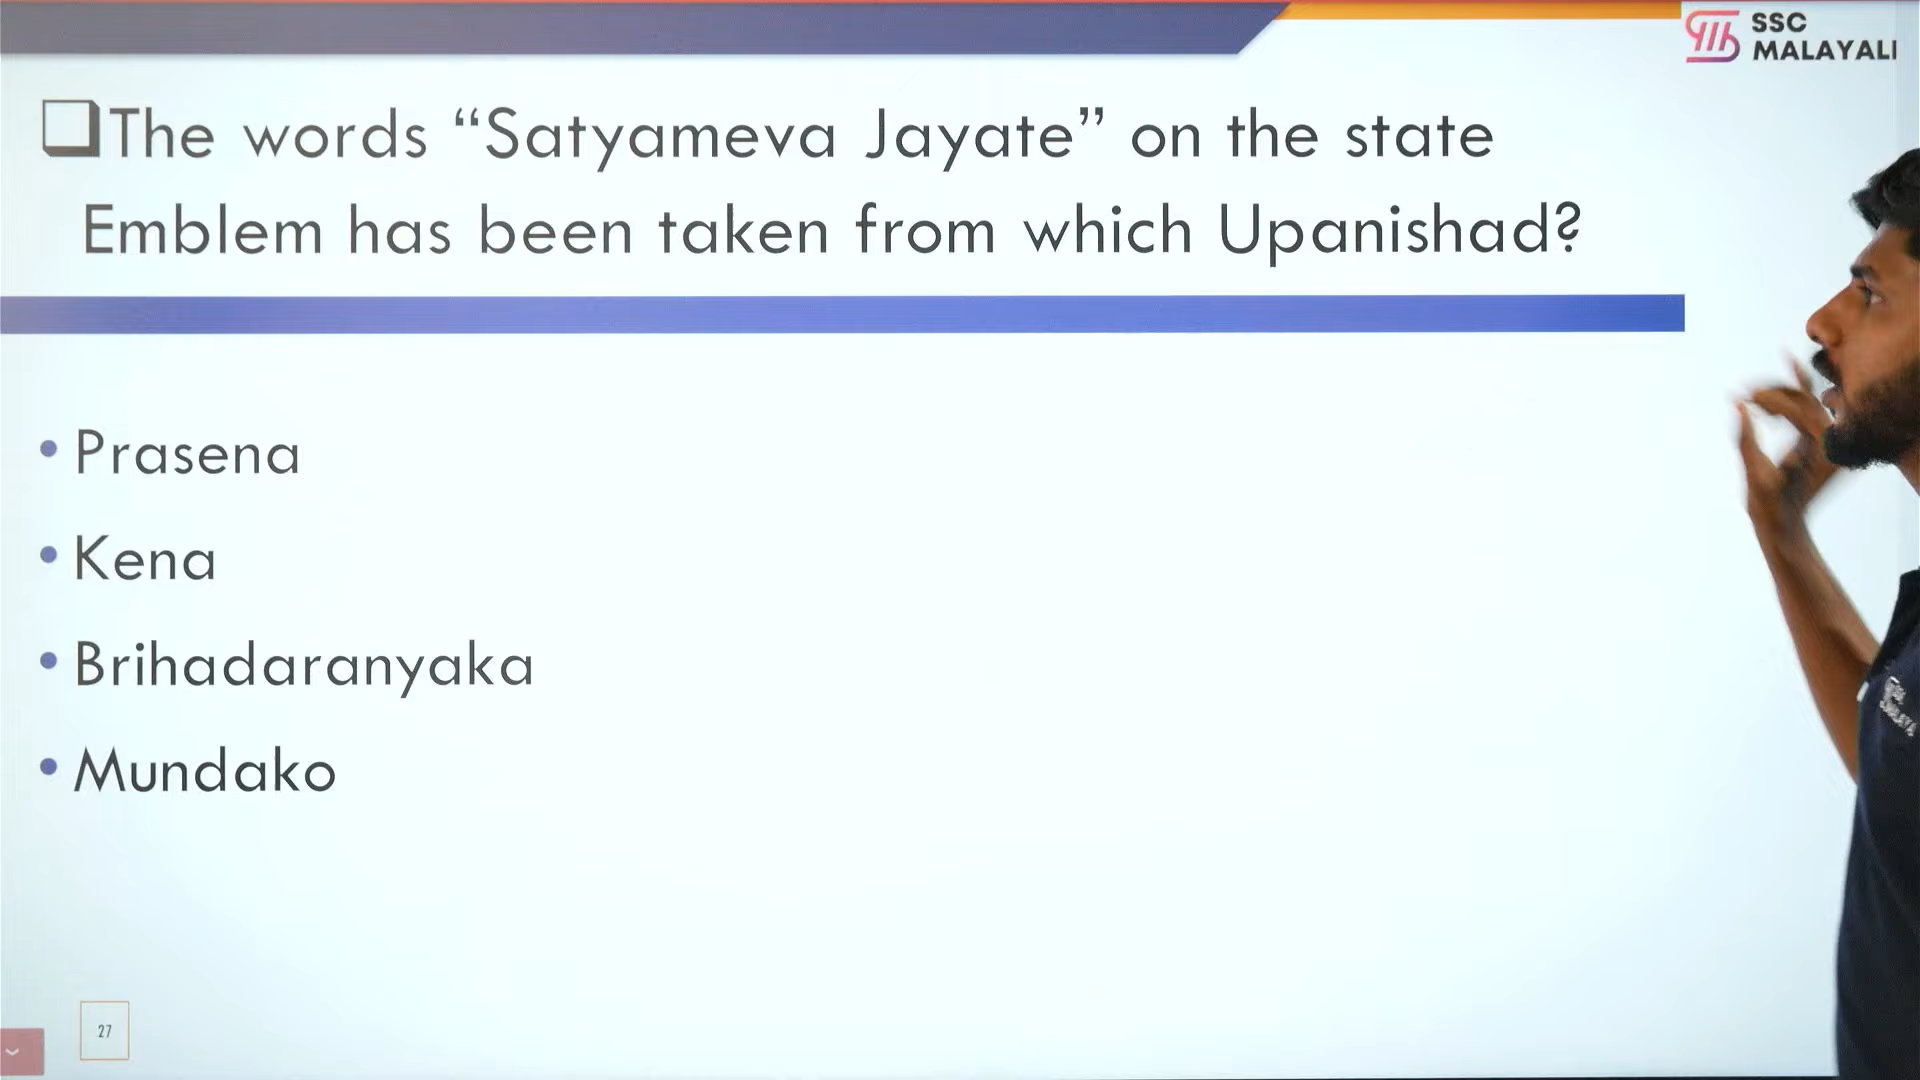 SSC
MALAYALI
The words “Satyameva Jayate” on the state
Emblem has been taken from which Upanishad?
• Prasena
• Kena
• Brihadaranyaka
• Mundako
27